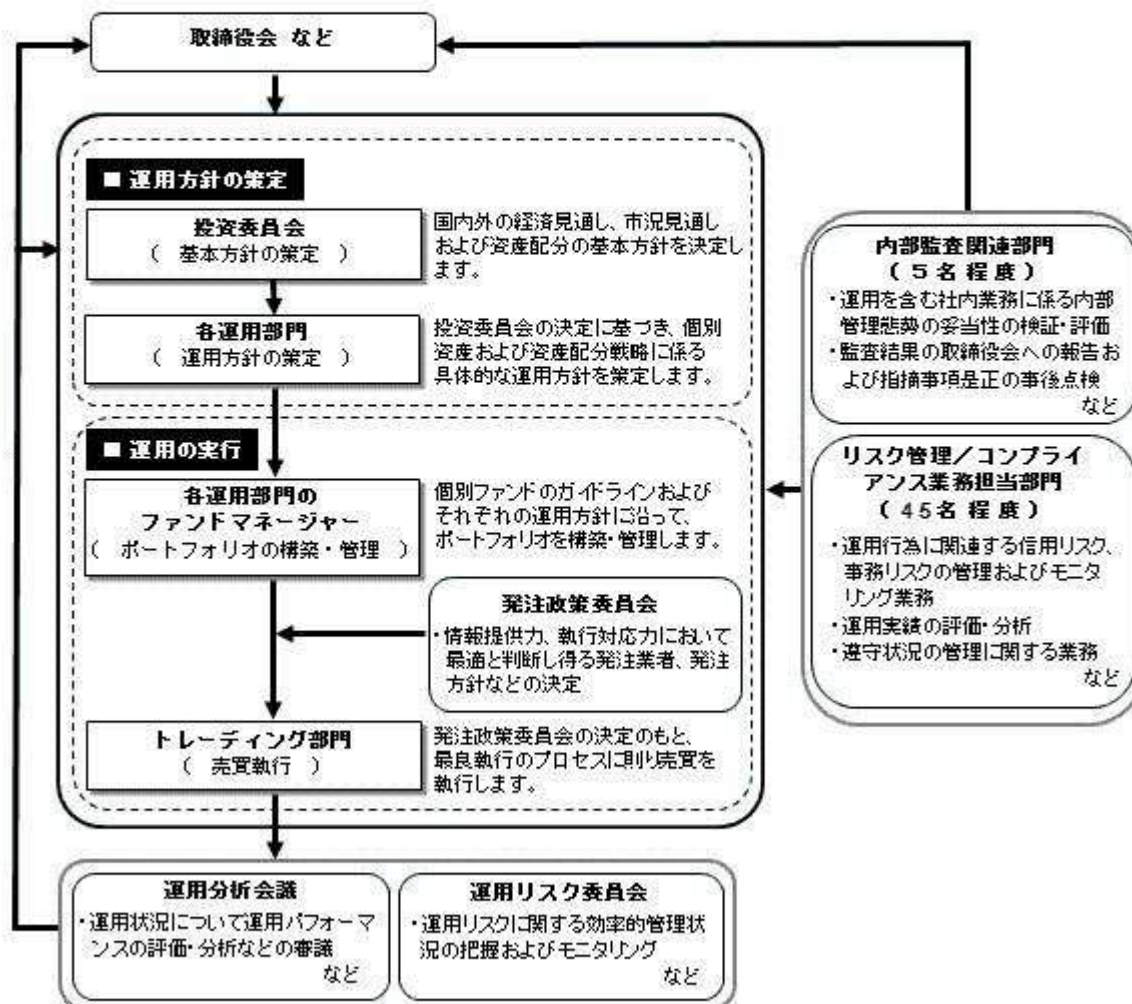 取締役会 など
■ 運用方針の策定
投資委員会
（ 基本方針の策定 ）
国内外の経済見通し、市況見通し
および資産配分の基本方針を決定し
ます。
各運用部門
（ 運用方針の策定 ）
投資委員会の決定に基づき、個別
資産および資産配分戦略に係る
具体的な運用方針を策定します。
■ 運用の実行
各運用部門の
ファンドマネージャー
（ ポートフォリオの構築・管理 ）
個別ファンドのガイドラインおよび
それぞれの運用方針に沿って、
ポートフォリオを構築・管理します。
発注政策委員会
・情報提供力、執行対応力において
最適と判断し得る発注業者、発注
方針などの決定
トレーディング部門
（ 売買執行 ）
発注政策委員会の決定のもと、
最良執行のプロセスに則り売買を
執行します。
運用分析会議
・運用状況について運用パフォーマ
ンスの評価・分析などの審議
など
運用リスク委員会
・運用リスクに関する効率的管理状
況の把握およびモニタリング
など
内部監査関連部門
（５名程度）
・運用を含む社内業務に係る内部
管理態勢の妥当性の検証・評価
・監査結果の取締役会への報告お
よび指摘事項是正の事後点検
など
リスク管理／コンプライ
アンス業務担当部門
（４５名程度）
・運用行為に関連する信用リスク、
事務リスクの管理およびモニタ
リング業務
・運用実績の評価・分析
・遵守状況の管理に関する業務
など